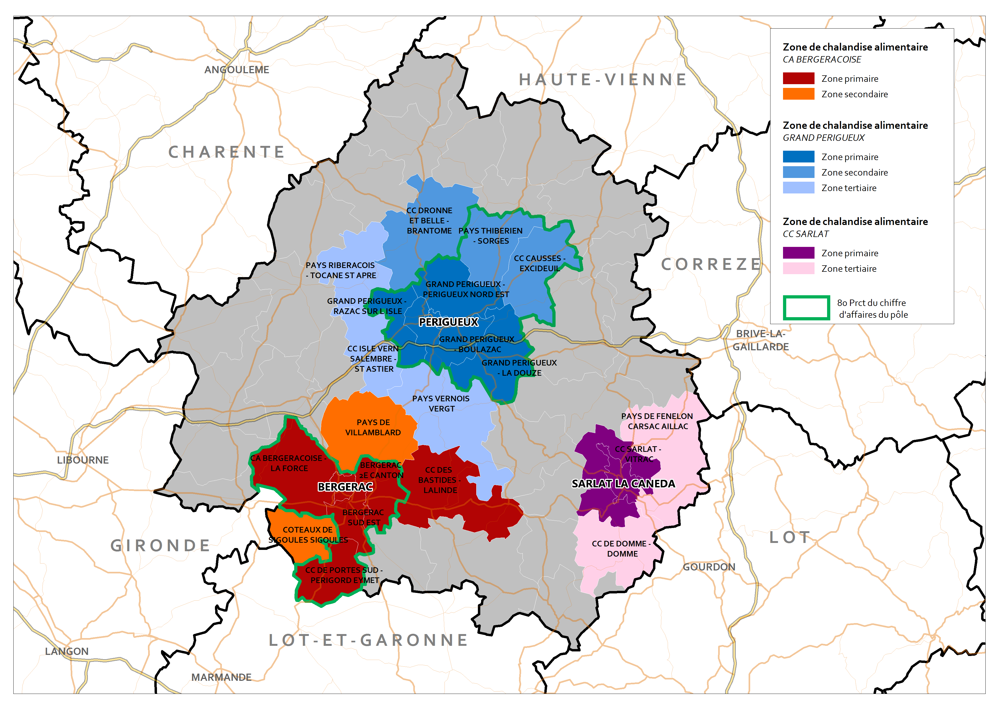 ANGOULEME
HAUTE-VIENNE
CHARENTE
CORREZE
Zone de chalandise alimentaire
CA BERGERACOISE
Zone primaire
Zone secondaire
Zone de chalandise alimentaire
GRAND PERIGUEUX
Zone primaire
Zone secondaire
Zone tertiaire
Zone de chalandise alimentaire
CC SARLAT
Zone primaire
Zone tertiaire
80 Prct du chiffre
d'affaires du pôle
CC DRONNE
ET BELLE -
BRANTOME
PAYS THIBERIEN
- SORGES
CC CAUSSES -
EXCIDEUIL
PAYS RIBERACOIS
- TOCANE ST APRE
GRAND PERIGUEUX -
PERIGUEUX NORD EST
GRAND PERIGUEUX -
RAZAC SUR L ISLE
PERIGUEUX
GRAND PERIGUEUX
- BOULAZAC
CC ISLE VERN
SALEMBRE -
ST ASTIER
GRAND PERIGUEUX
- LA DOUZE
BRIVE-LA-
GAILLARDE
PAYS VERNOIS
VERGT
PAYS DE
VILLAMBLARD
PAYS DE FENELON
CARSAC AILLAC
CC SARLAT -
VITRAC
LIBOURNE
CA BERGERACOISE -
LA FORCE
BERGERAC
2E CANTON
CC DES
BASTIDES -
LALINDE
BERGERAC
SARLAT LA CANEDA
BERGERAC
SUD EST
COTEAUX DE
SIGOULES SIGOULES
GIRONDE
LOT
CC DE DOMME -
DOMME
CC DE PORTES SUD -
PERIGORD EYMET
GOURDON
LOT-ET-GARONNE
LANGON
MARMANDE